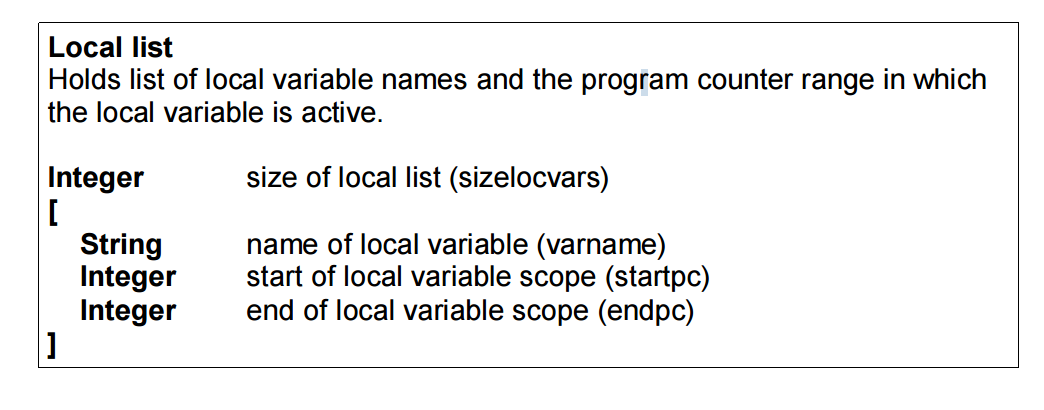 Local list
Holds list of local variable names and the program counter range in which
the local variable is active.
Integer size of local list (sizelocvars)
[
String name of local variable (varname)
Integer start of local variable scope (startpc)
Integer end of local variable scope (endpc)
]